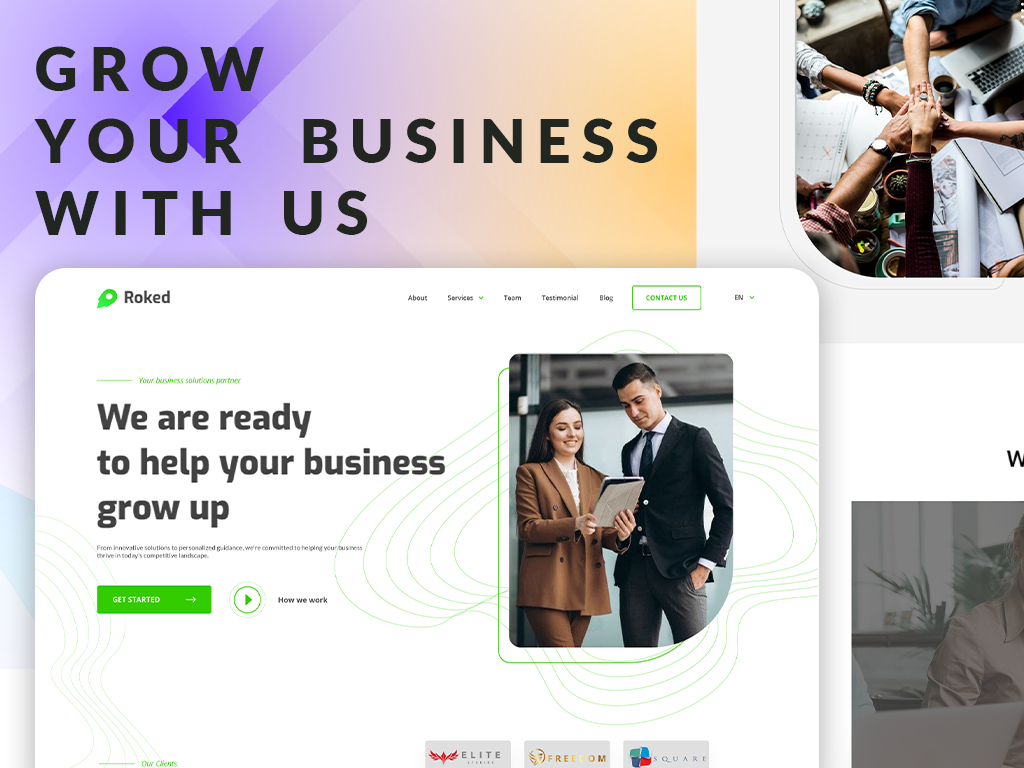 GROW
YOUR BUSINESS
WITH US
Roked
About Services Team Testimonial Blog CONTACT US EN
Your business solutions partner
We are ready
to help your business
grow up
From innovative solutions to personalized guidance, we're committed to helping your business
thrive in today's competitive landscape.
GET STARTED
How we work
W
Our Clients
ELITE
STUDIOS
FREEDOM
SQUARE